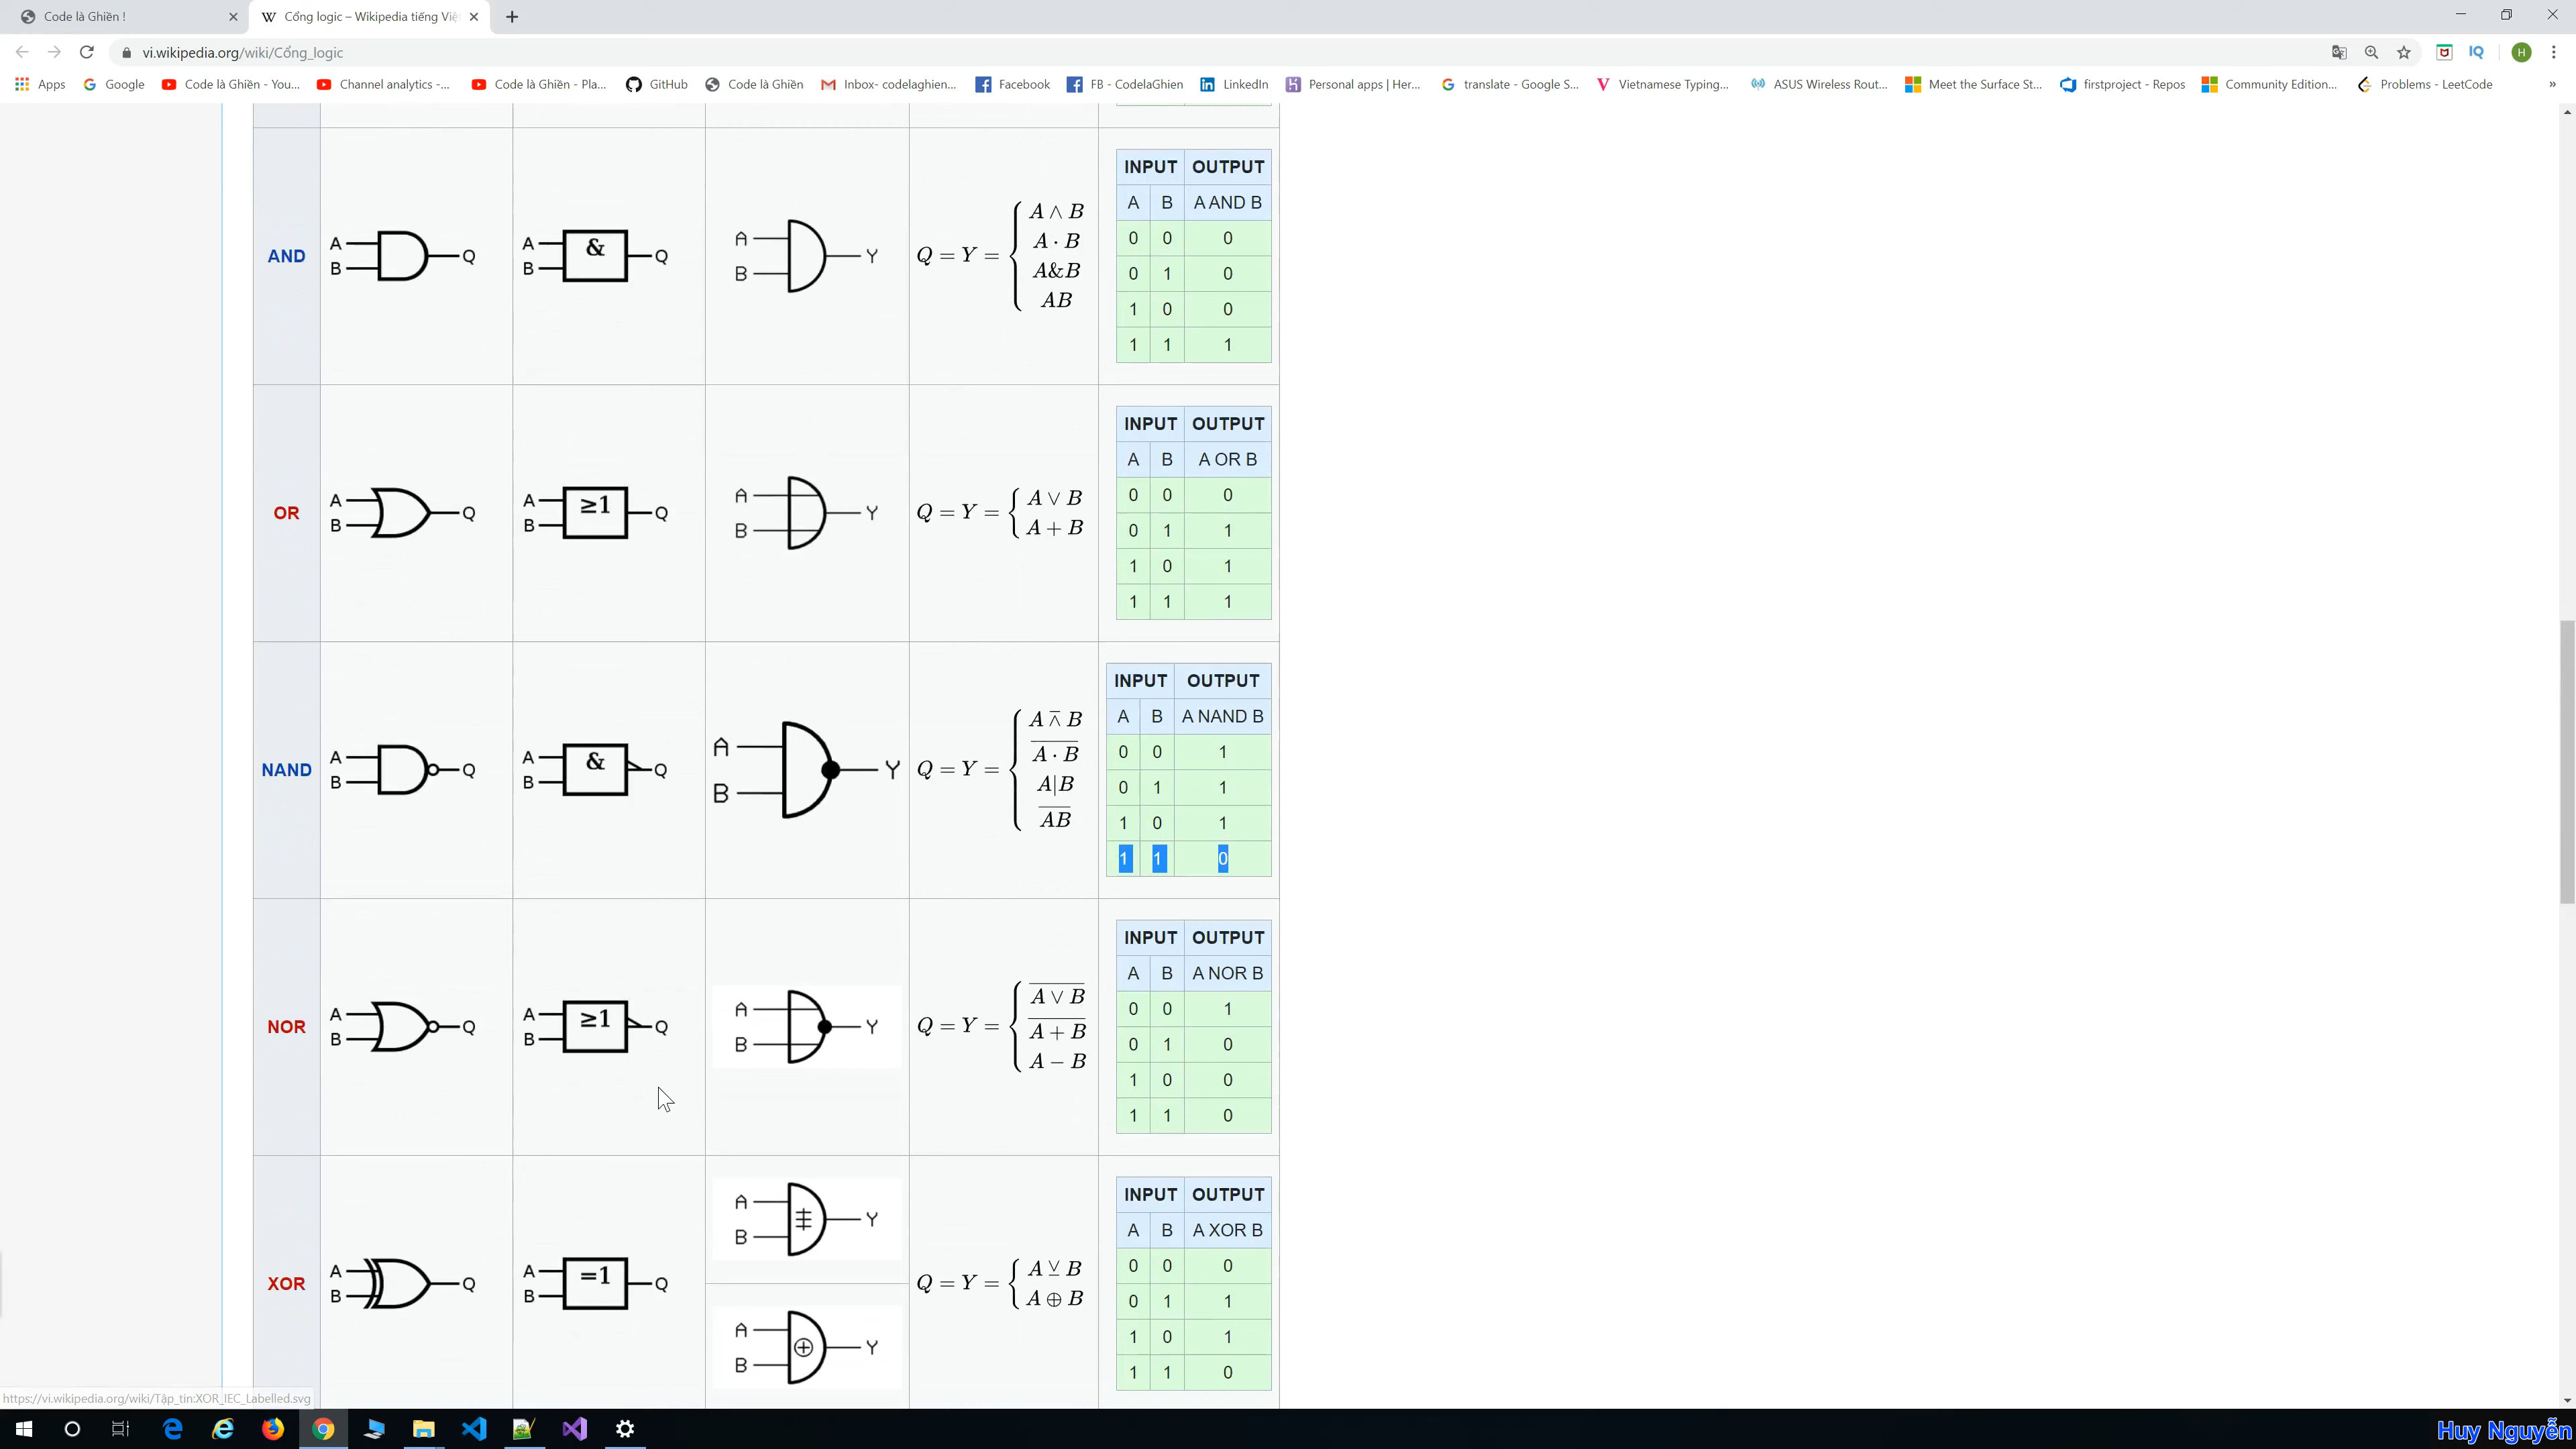 Code là Ghiền !
Cổng logic – Wikipedia tiếng Việ
vi.wikipedia.org/wiki/Cổng_logic
Apps Google Code là Ghiền - You... Channel analytics -... Code là Ghiền - Pla... GitHub Code là Ghiền Inbox- codelaghien... Facebook FB - CodelaGhien LinkedIn Personal apps | Her... translate - Google S... Vietnamese Typing... ASUS Wireless Rout... Meet the Surface St... firstproject - Repos Community Edition... Problems - LeetCode »
AND
A
B
Q
A
B
&
Q
A
B
Y
Q = Y = { A ∧ B
A · B
A&B
AB
INPUT OUTPUT
A B A AND B
0 0 0
0 1 0
1 0 0
1 1 1
OR
A
B
Q
A
B
≥1
Q
A
B
Y
Q = Y = { A ∨ B
A + B
INPUT OUTPUT
A B A OR B
0 0 0
0 1 1
1 0 1
1 1 1
NAND
A
B
Q
A
B
&
Q
A
B
Y
Q = Y = { A ⊼ B
A̅ ̅·̅ ̅B̅
A|B
A̅B̅
INPUT OUTPUT
A B A NAND B
0 0 1
0 1 1
1 0 1
1 1 0
NOR
A
B
Q
A
B
≥1
Q
A
B
Y
Q = Y = { A̅ ̅∨̅ ̅B̅
A̅ ̅+̅ ̅B̅
A − B
INPUT OUTPUT
A B A NOR B
0 0 1
0 1 0
1 0 0
1 1 0
XOR
A
B
Q
A
B
=1
Q
A
B
Y
A
B
Y
Q = Y = { A ⊻ B
A ⊕ B
INPUT OUTPUT
A B A XOR B
0 0 0
0 1 1
1 0 1
1 1 0
https://vi.wikipedia.org/wiki/Tập_tin:XOR_IEC_Labelled.svg
Huy Nguyễn